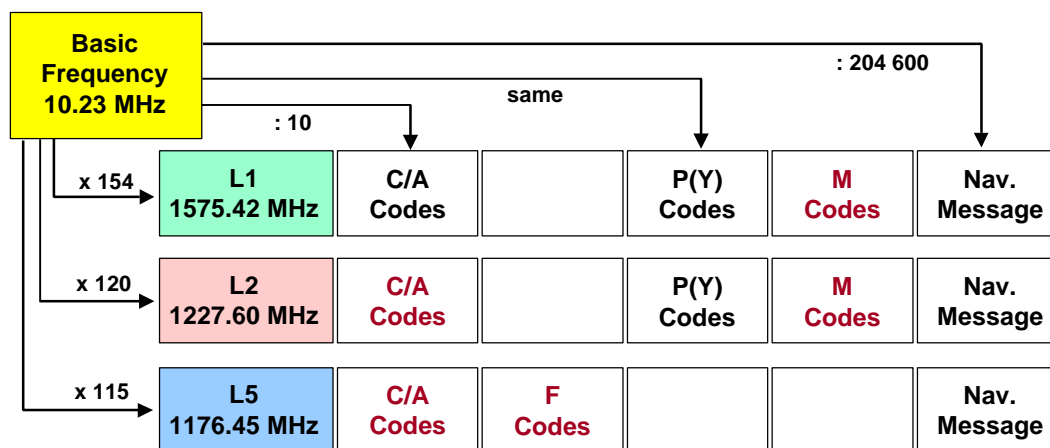 Basic
Frequency
10.23 MHz
: 204 600
same
: 10
x 154
L1
1575.42 MHz
C/A
Codes
P(Y)
Codes
M
Codes
Nav.
Message
x 120
L2
1227.60 MHz
C/A
Codes
P(Y)
Codes
M
Codes
Nav.
Message
x 115
L5
1176.45 MHz
C/A
Codes
F
Codes
Nav.
Message